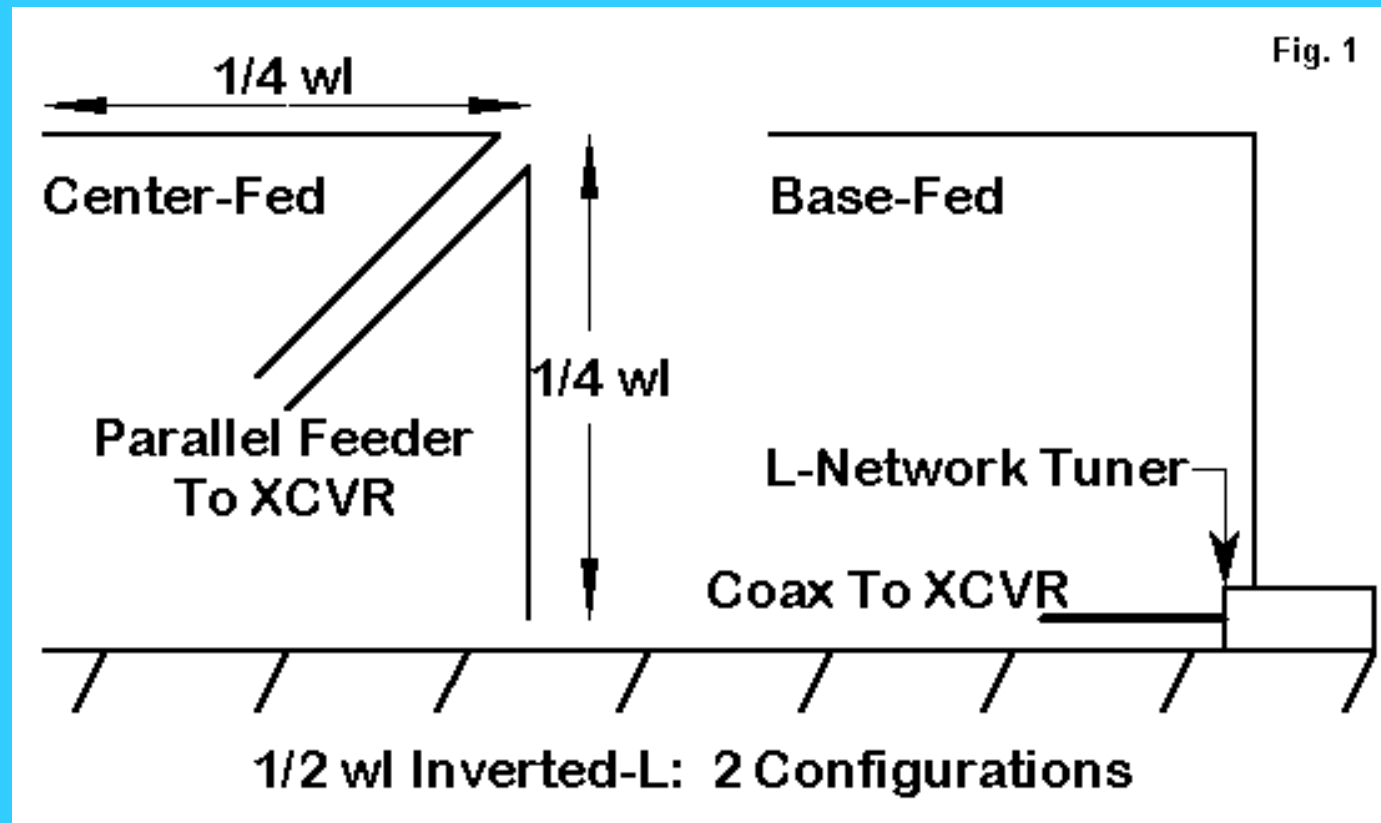 Fig. 1
1/4 wl
Center-Fed
Base-Fed
1/4 wl
Parallel Feeder
To XCVR
L-Network Tuner
Coax To XCVR
1/2 wl Inverted-L: 2 Configurations